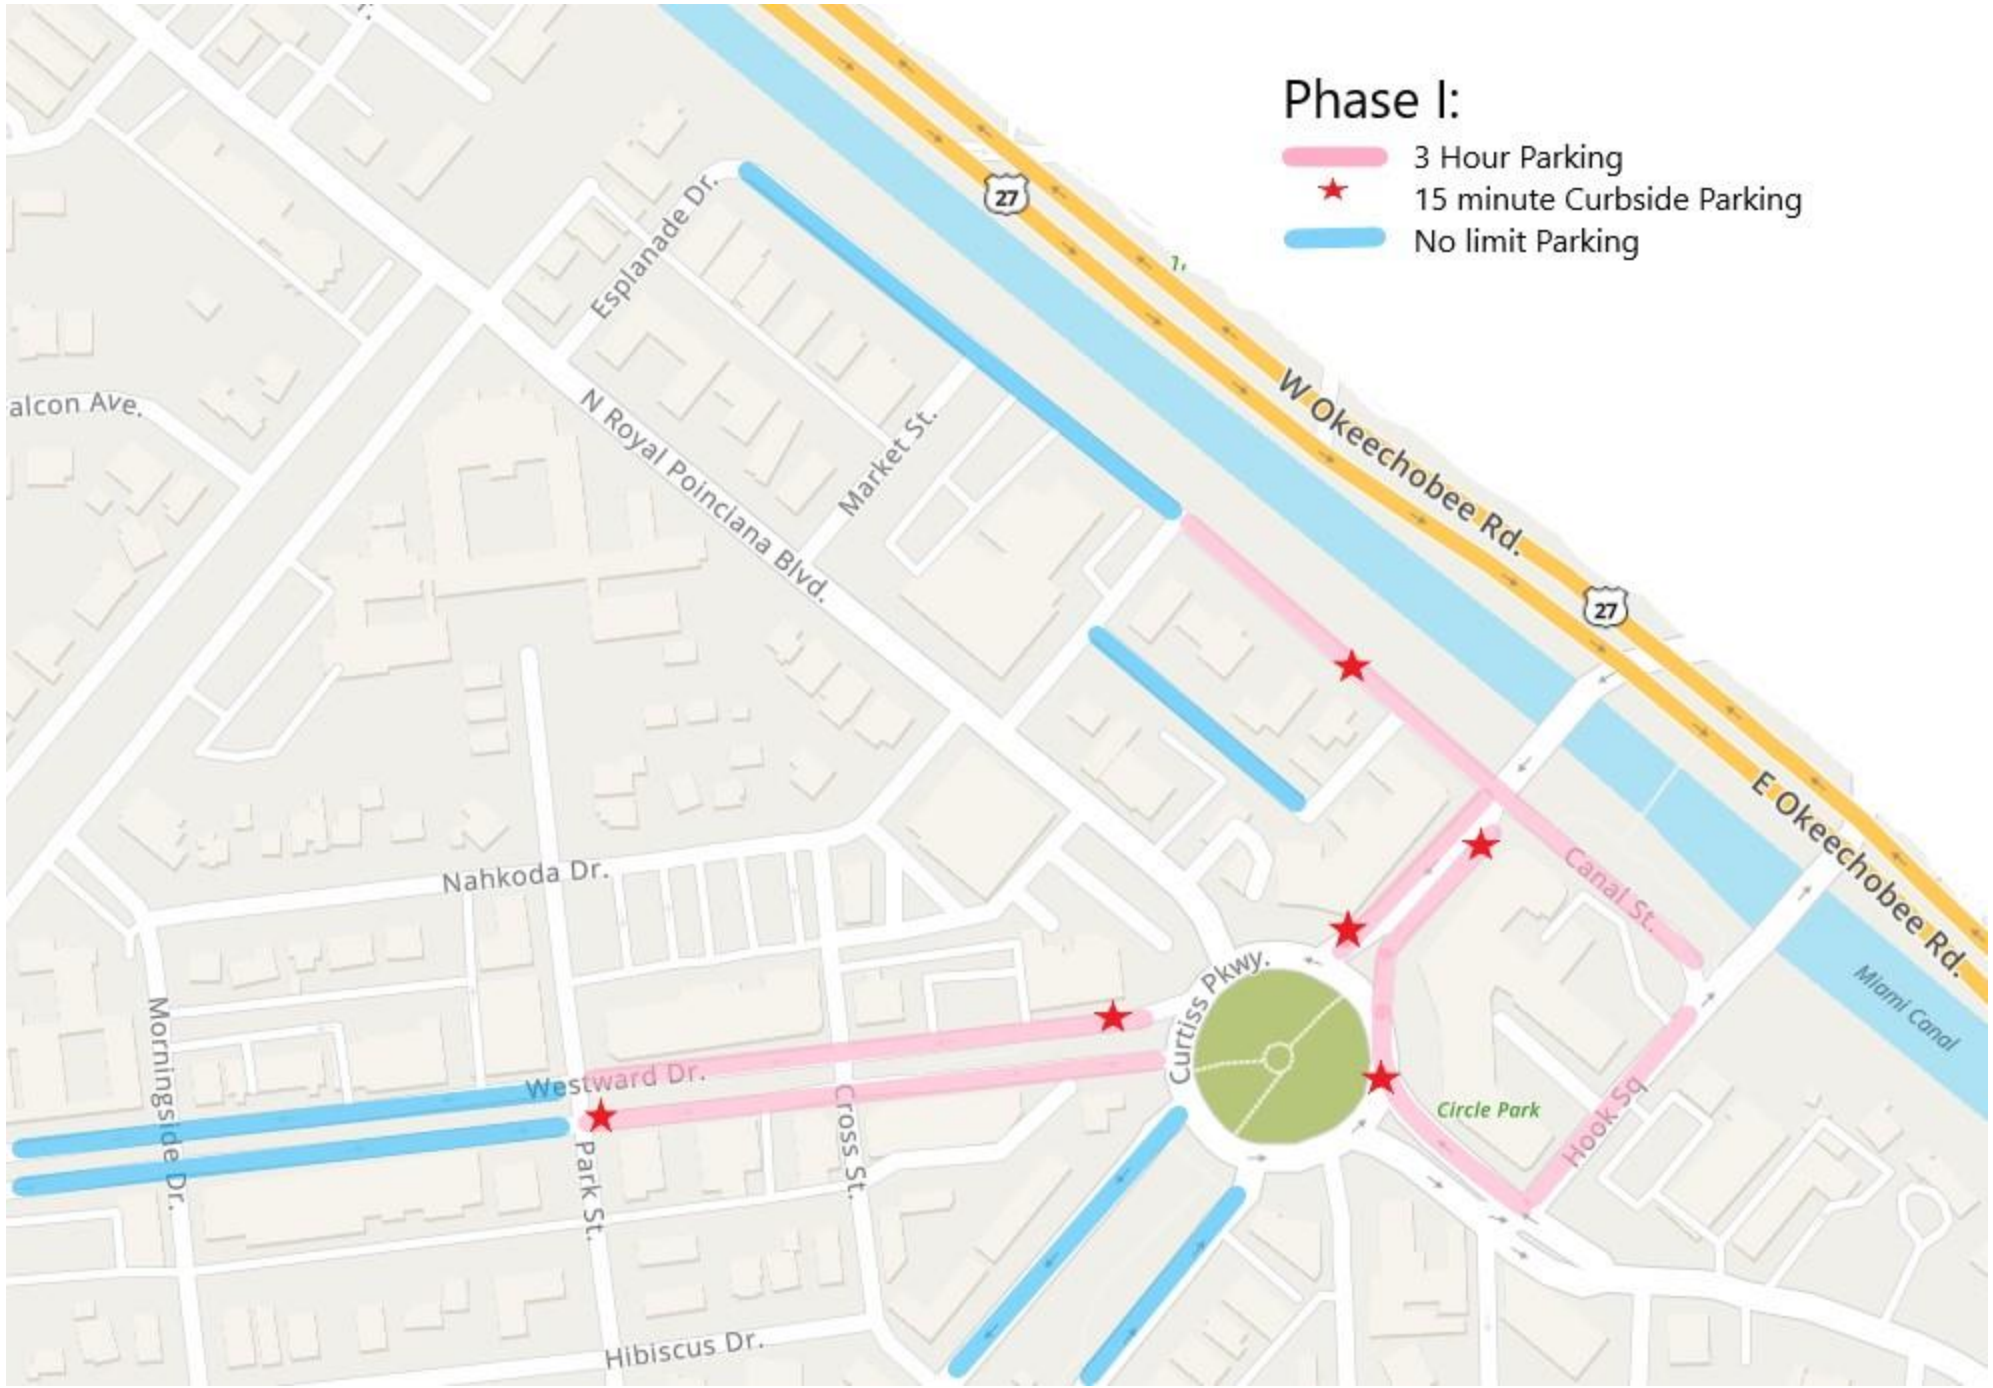 Phase I:
3 Hour Parking
15 minute Curbside Parking
No limit Parking
27
Esplanade Dr.
W Okeechobee Rd.
alcon Ave.
N Royal Poinciana Blvd.
Market St.
27
E Okeechobee Rd.
Nahkoda Dr.
Canal St.
Miami Canal
Curtiss Pkwy.
Morningside Dr.
Westward Dr.
Cross St.
Circle Park
Hook Sq
Park St.
Hibiscus Dr.